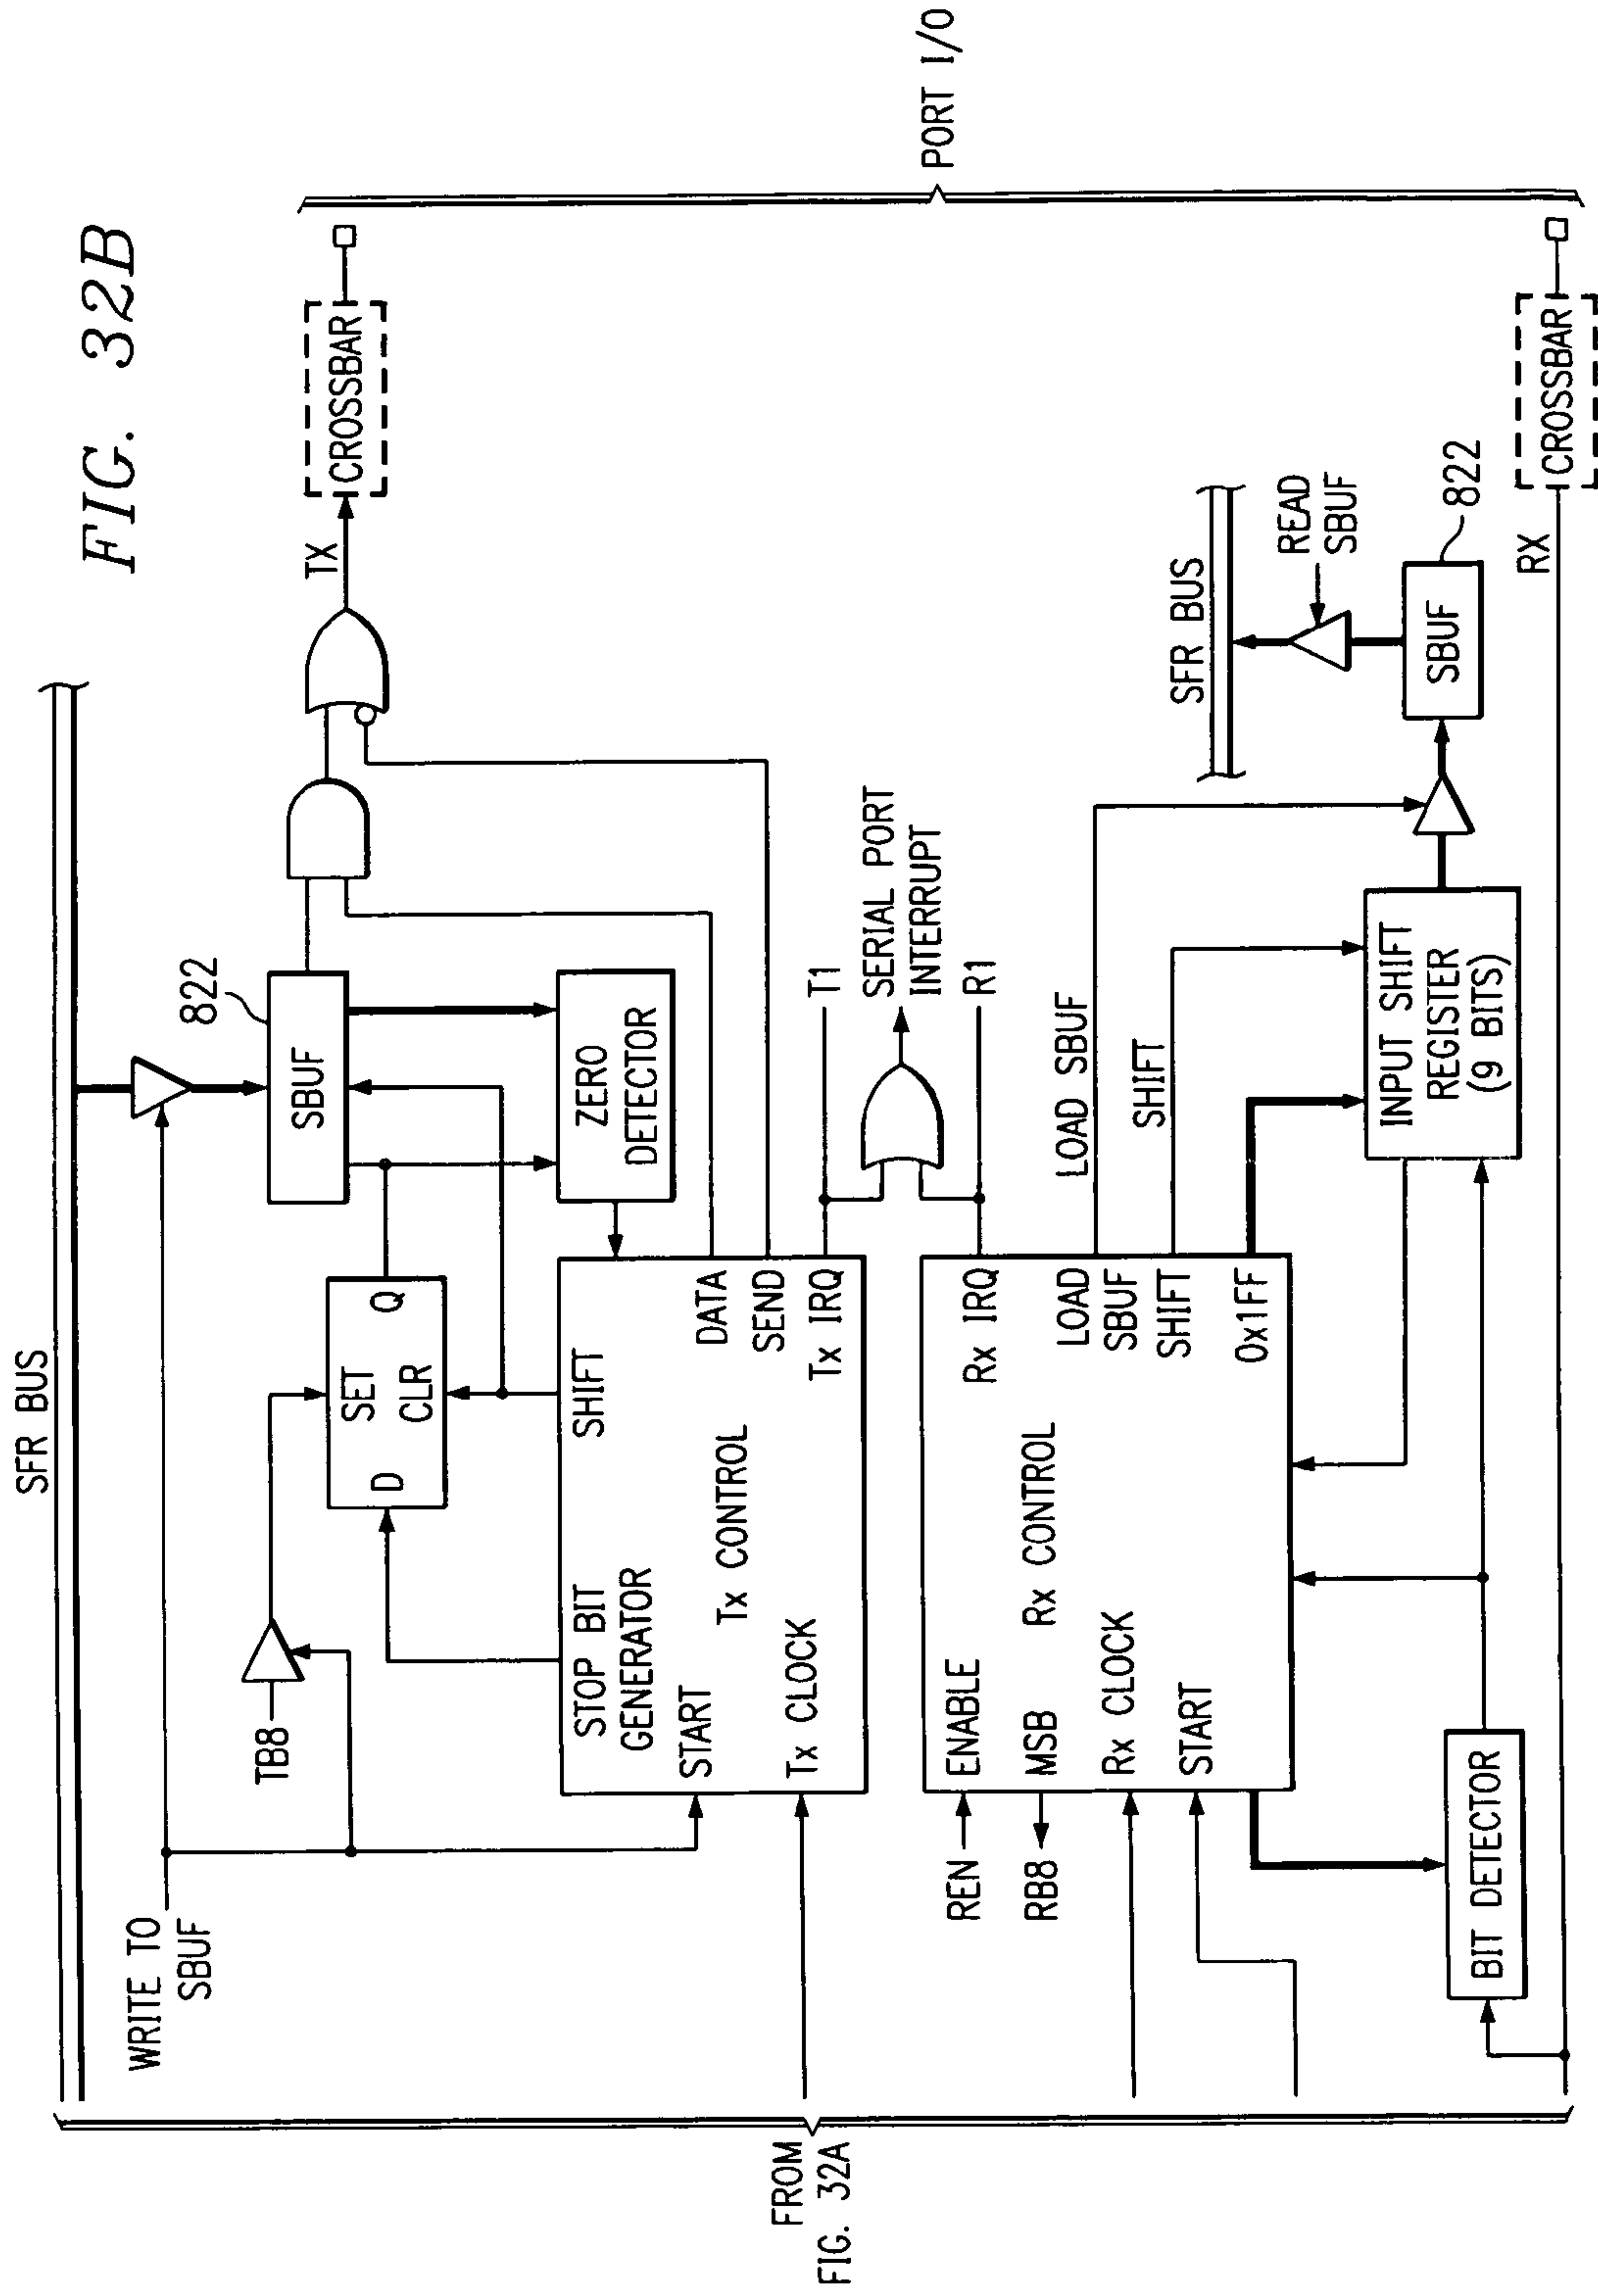 FIG. 32B
SFR BUS
WRITE TO
SBUF
TB8
SET
D
Q
CLR
822
SBUF
TX
CROSSBAR
STOP BIT
GENERATOR
SHIFT
ZERO
DETECTOR
START
DATA
Tx CONTROL
SEND
Tx CLOCK
Tx IRQ
T1
SERIAL PORT
INTERRUPT
R1
FROM
FIG. 32A
PORT I/O
REN
ENABLE
Rx IRQ
RB8
MSB
Rx CONTROL
LOAD
SBUF
LOAD SBUF
Rx CLOCK
SHIFT
SHIFT
START
0x1FF
SFR BUS
READ
SBUF
INPUT SHIFT
REGISTER
(9 BITS)
SBUF
822
BIT DETECTOR
RX
CROSSBAR